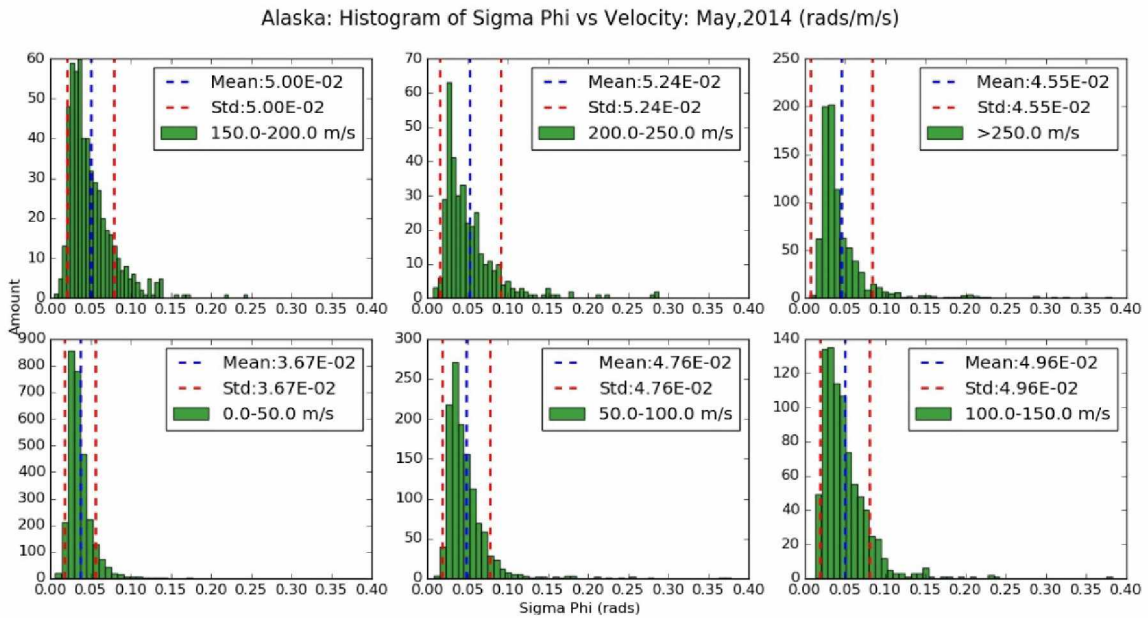 Alaska: Histogram of Sigma Phi vs Velocity: May,2014 (rads/m/s)
60
50
40
30
20
10
0
0.00 0.05 0.10 0.15 0.20 0.25 0.30 0.35 0.40
Mean:5.00E-02
Std:5.00E-02
150.0-200.0 m/s
70
60
50
40
30
20
10
0
0.00 0.05 0.10 0.15 0.20 0.25 0.30 0.35 0.40
Mean:5.24E-02
Std:5.24E-02
200.0-250.0 m/s
250
200
150
100
50
0
0.00 0.05 0.10 0.15 0.20 0.25 0.30 0.35 0.40
Mean:4.55E-02
Std:4.55E-02
>250.0 m/s
Amount
900
800
700
600
500
400
300
200
100
0
0.00 0.05 0.10 0.15 0.20 0.25 0.30 0.35 0.40
Mean:3.67E-02
Std:3.67E-02
0.0-50.0 m/s
300
250
200
150
100
50
0
0.00 0.05 0.10 0.15 0.20 0.25 0.30 0.35 0.40
Mean:4.76E-02
Std:4.76E-02
50.0-100.0 m/s
140
120
100
80
60
40
20
0
0.00 0.05 0.10 0.15 0.20 0.25 0.30 0.35 0.40
Mean:4.96E-02
Std:4.96E-02
100.0-150.0 m/s
Sigma Phi (rads)